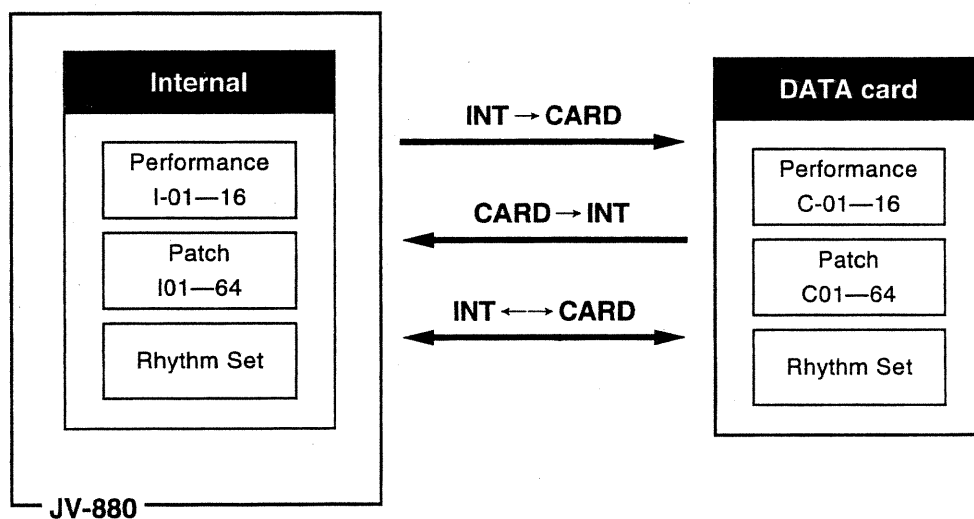 Internal
Performance
I-01—16
Patch
I01—64
Rhythm Set
JV-880
INT → CARD
CARD → INT
INT ←→ CARD
DATA card
Performance
C-01—16
Patch
C01—64
Rhythm Set